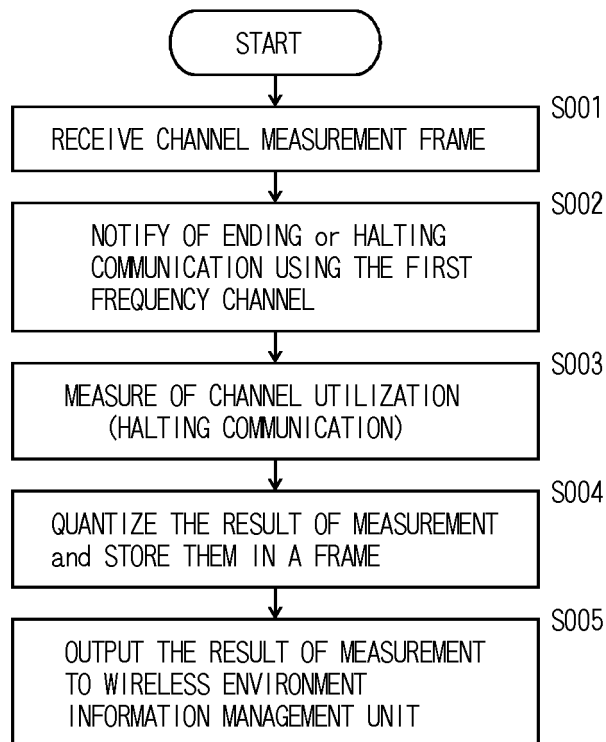 START
S001
RECEIVE CHANNEL MEASUREMENT FRAME
S002
NOTIFY OF ENDING or HALTING
COMMUNICATION USING THE FIRST
FREQUENCY CHANNEL
S003
MEASURE OF CHANNEL UTILIZATION
(HALTING COMMUNICATION)
S004
QUANTIZE THE RESULT OF MEASUREMENT
and STORE THEM IN A FRAME
S005
OUTPUT THE RESULT OF MEASUREMENT
TO WIRELESS ENVIRONMENT
INFORMATION MANAGEMENT UNIT